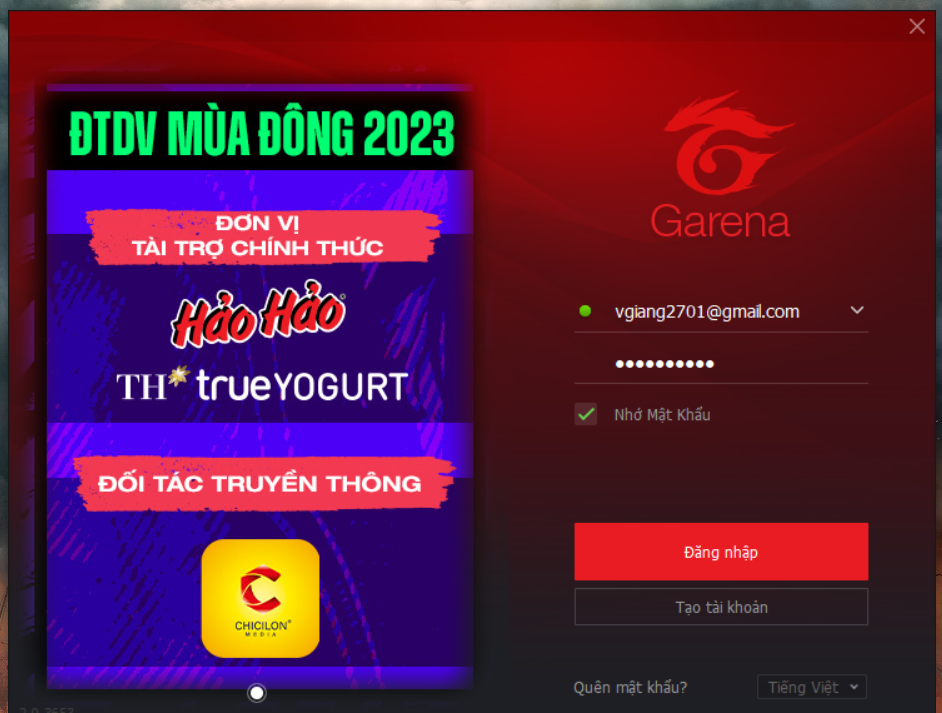 ĐTDV MÙA ĐÔNG 2023
ĐƠN VỊ
TÀI TRỢ CHÍNH THỨC
Hảo Hảo
TH trueYOGURT
ĐỐI TÁC TRUYỀN THÔNG
CHICILON
MEDIA
Garena
vgiang2701@gmail.com
Nhớ Mật Khẩu
Đăng nhập
Tạo tài khoản
Quên mật khẩu?
Tiếng Việt